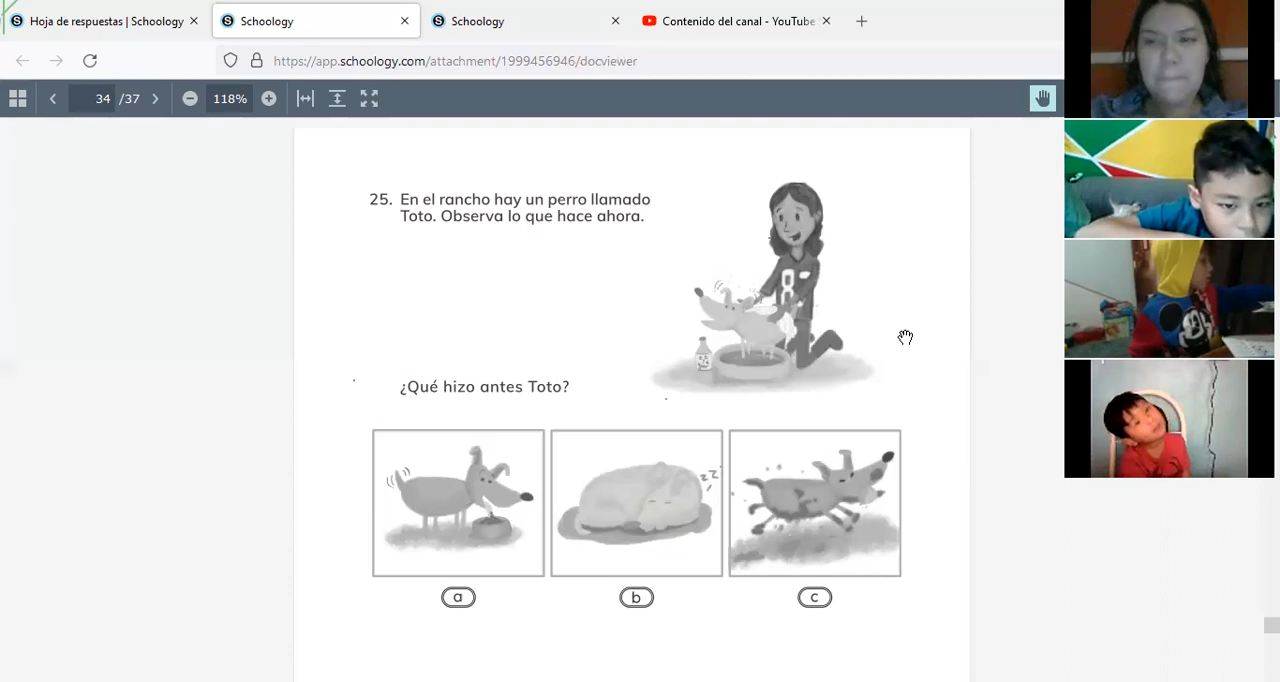 Hoja de respuestas | Schoology
Schoology
Schoology
Contenido del canal - YouTube
https://app.schoology.com/attachment/1999456946/docviewer
34 /37
118%
25. En el rancho hay un perro llamado
Toto. Observa lo que hace ahora.
8
¿Qué hizo antes Toto?
zz
a
b
c